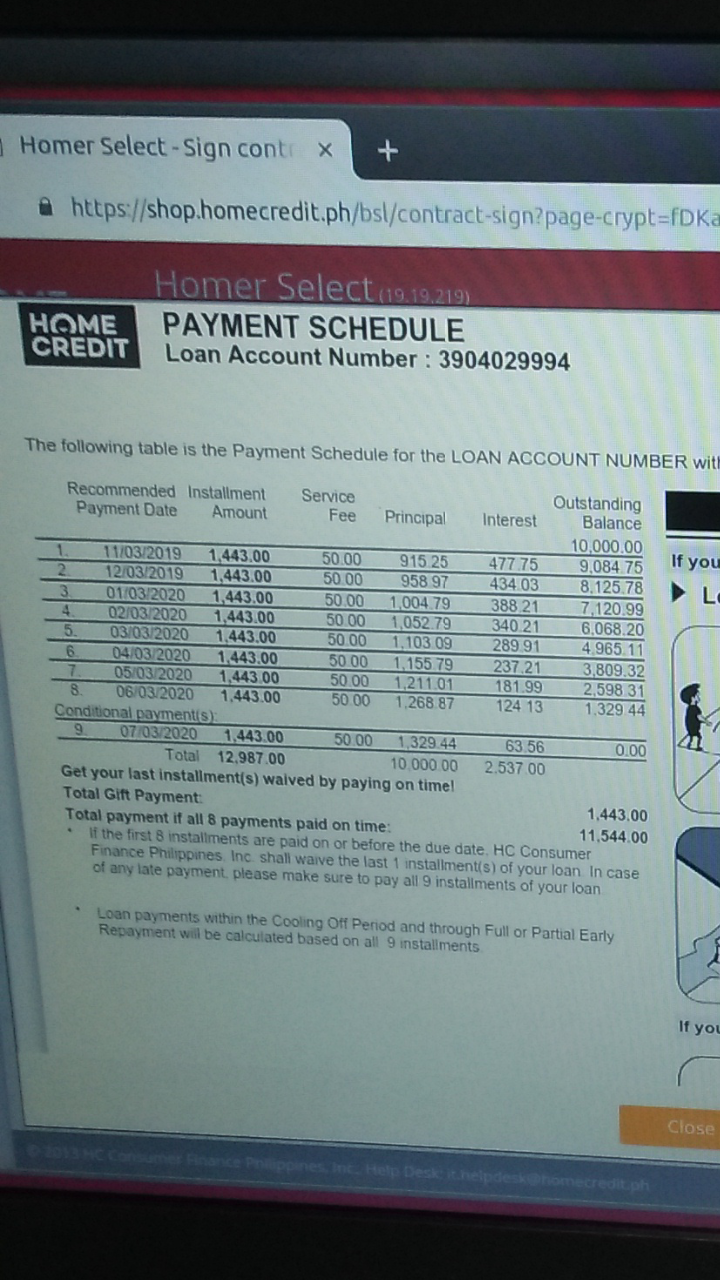 Homer Select - Sign cont
https://shop.homecredit.ph/bsl/contract-sign?page-crypt=fDKa
Homer Select (19.19.219)
HOME CREDIT
PAYMENT SCHEDULE
Loan Account Number : 3904029994
The following table is the Payment Schedule for the LOAN ACCOUNT NUMBER with
Recommended Payment Date Installment Amount Service Fee Principal Interest Outstanding Balance
10,000.00
1. 11/03/2019 1,443.00 50.00 915.25 477.75 9,084.75
2. 12/03/2019 1,443.00 50.00 958.97 434.03 8,125.78
3. 01/03/2020 1,443.00 50.00 1,004.79 388.21 7,120.99
4. 02/03/2020 1,443.00 50.00 1,052.79 340.21 6,068.20
5. 03/03/2020 1,443.00 50.00 1,103.09 289.91 4,965.11
6. 04/03/2020 1,443.00 50.00 1,155.79 237.21 3,809.32
7. 05/03/2020 1,443.00 50.00 1,211.01 181.99 2,598.31
8. 06/03/2020 1,443.00 50.00 1,268.87 124.13 1,329.44
Conditional payment(s):
9. 07/03/2020 1,443.00 50.00 1,329.44 63.56 0.00
Total 12,987.00 10,000.00 2,537.00
Get your last installment(s) waived by paying on time!
Total Gift Payment: 1,443.00
Total payment if all 8 payments paid on time: 11,544.00
* If the first 8 installments are paid on or before the due date, HC Consumer
Finance Philippines, Inc. shall waive the last 1 installment(s) of your loan. In case
of any late payment, please make sure to pay all 9 installments of your loan.
* Loan payments within the Cooling Off Period and through Full or Partial Early
Repayment will be calculated based on all 9 installments.
If you
If you
Close
© 2013 HC Consumer Finance Philippines, Inc., Help Desk: it.helpdesk@homecredit.ph